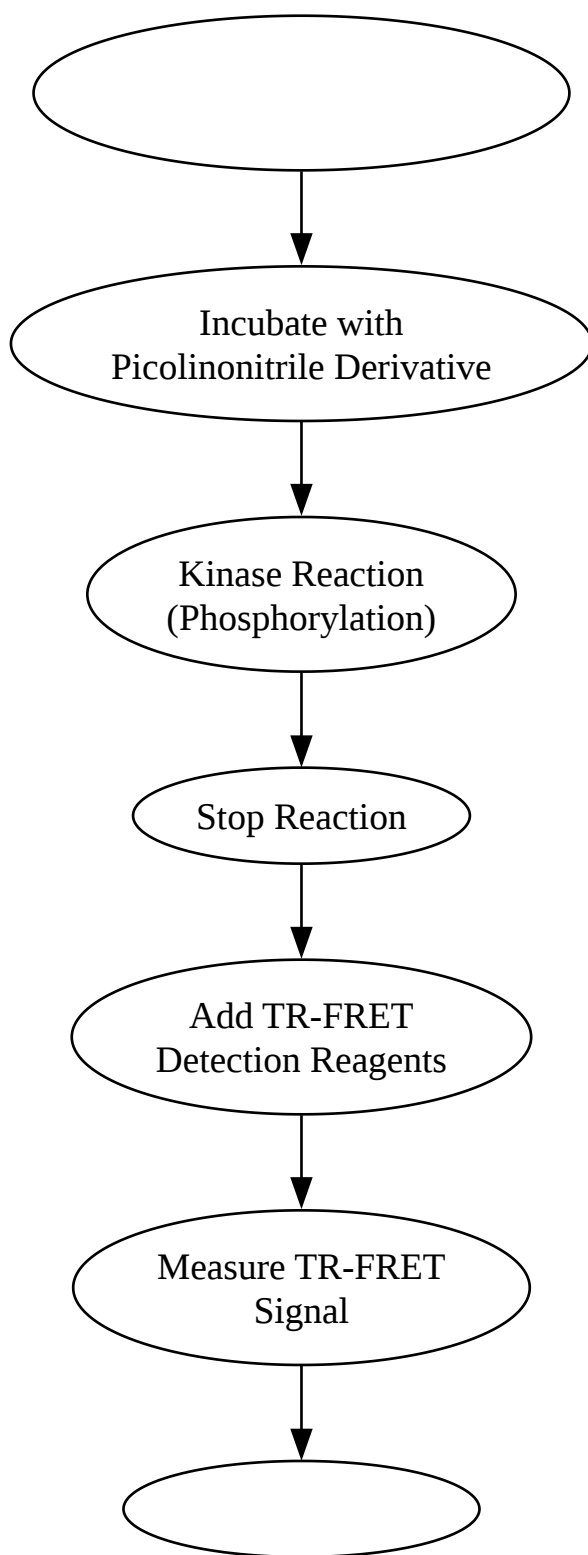 Incubate with
Picolinonitrile Derivative
Kinase Reaction
(Phosphorylation)
Stop Reaction
Add TR-FRET
Detection Reagents
Measure TR-FRET
Signal